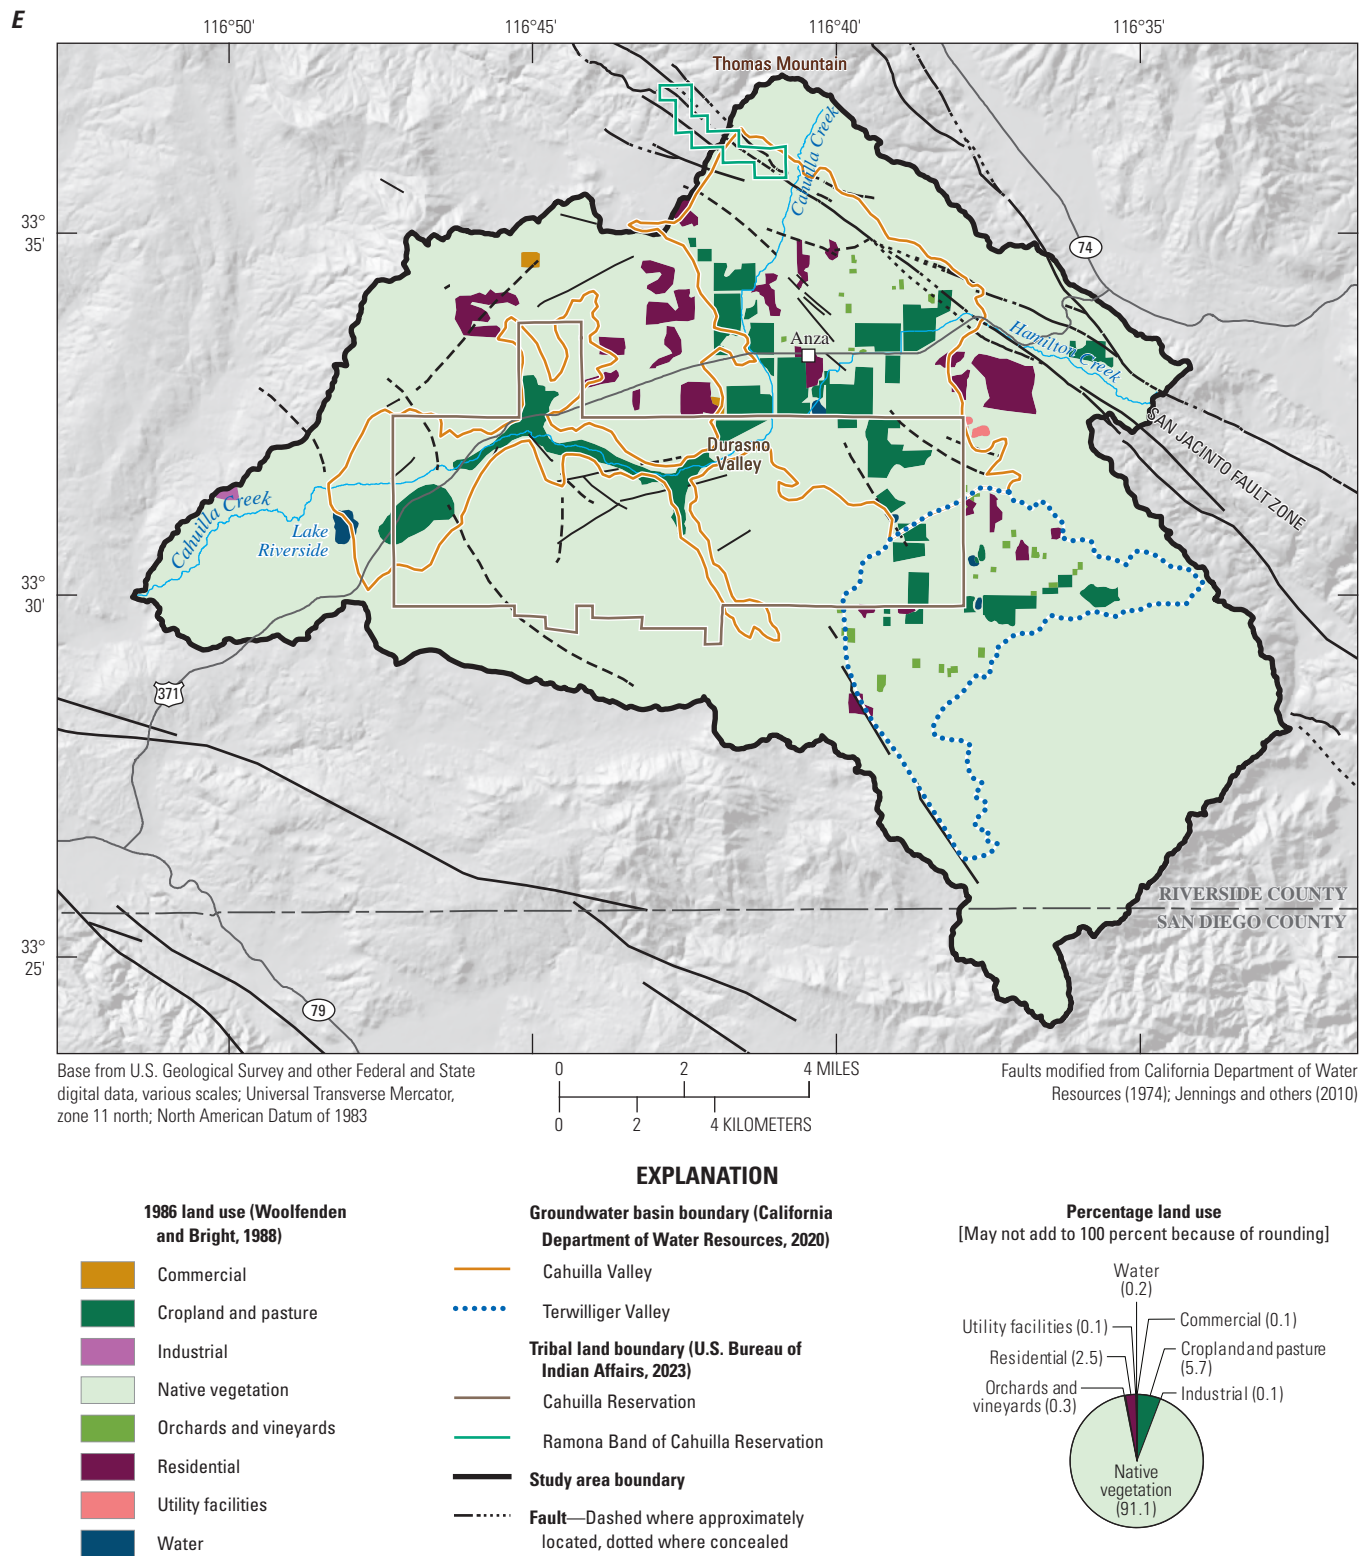 E
116°50'
116°45'
116°40'
116°35'
Thomas Mountain
Cahuilla Creek
33°
35'
74
Hamilton Creek
Anza
SAN JACINTO FAULT ZONE
Durasno
Valley
Cahuilla Creek
Lake
Riverside
33°
30'
371
RIVERSIDE COUNTY
SAN DIEGO COUNTY
33°
25'
79
Base from U.S. Geological Survey and other Federal and State
digital data, various scales; Universal Transverse Mercator,
zone 11 north; North American Datum of 1983
0 2 4 MILES
0 2 4 KILOMETERS
Faults modified from California Department of Water
Resources (1974); Jennings and others (2010)
EXPLANATION
1986 land use (Woolfenden
and Bright, 1988)
Commercial
Cropland and pasture
Industrial
Native vegetation
Orchards and vineyards
Residential
Utility facilities
Water
Groundwater basin boundary (California
Department of Water Resources, 2020)
Cahuilla Valley
Terwilliger Valley
Tribal land boundary (U.S. Bureau of
Indian Affairs, 2023)
Cahuilla Reservation
Ramona Band of Cahuilla Reservation
Study area boundary
Fault—Dashed where approximately
located, dotted where concealed
Percentage land use
[May not add to 100 percent because of rounding]
Water
(0.2)
Utility facilities (0.1)
Commercial (0.1)
Residential (2.5)
Cropland and pasture
(5.7)
Orchards and
vineyards (0.3)
Industrial (0.1)
Native
vegetation
(91.1)